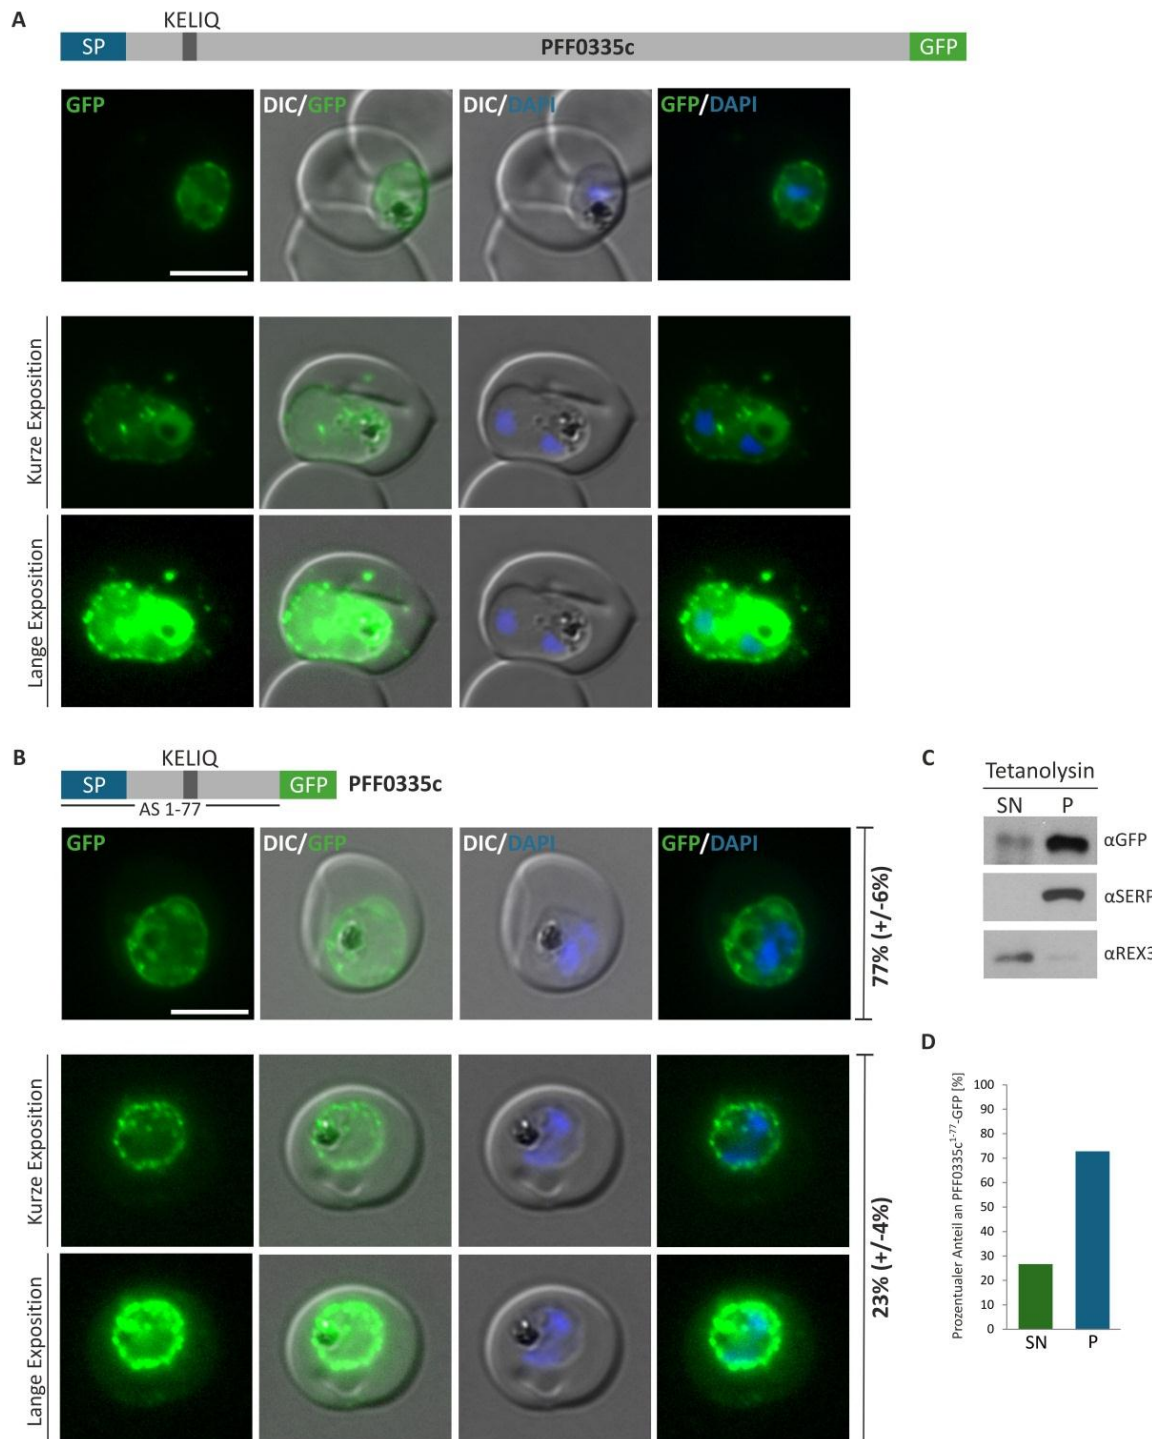 A
KELIQ
SP
PFF0335c
GFP
GFP
DIC/GFP
DIC/DAPI
GFP/DAPI
Kurze Exposition
Lange Exposition
B
KELIQ
SP
GFP
PFF0335c
AS 1-77
GFP
DIC/GFP
DIC/DAPI
GFP/DAPI
77% (+/-6%)
Kurze Exposition
Lange Exposition
23% (+/-4%)
C
Tetanolysin
SN P
αGFP
αSERP
αREX3
D
Prozentualer Anteil an PFF0335c1-77-GFP [%]
100
90
80
70
60
50
40
30
20
10
0
SN P